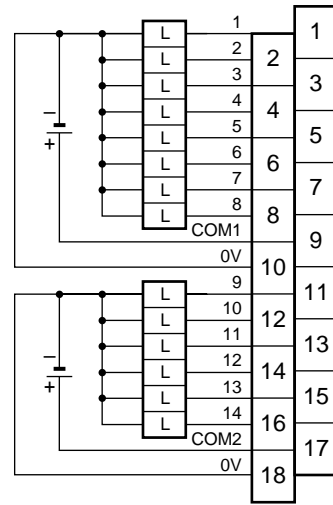 1 L 1
2 L 2
3 L 3
4 L 4
5 L 5
6 L 6
7 L 7
8 L 8
COM1 9
0V 10
9 L 11
10 L 12
11 L 13
12 L 14
13 L 15
14 L 16
COM2 17
0V 18
−
+
−
+